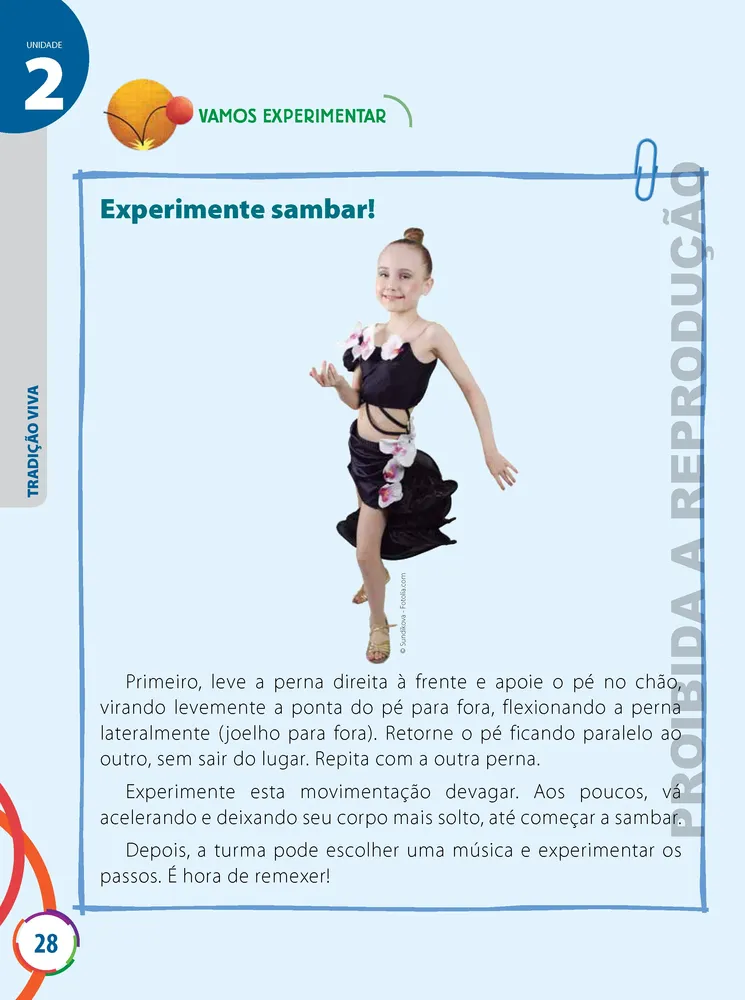 UNIDADE
2
VAMOS EXPERIMENTAR
Experimente sambar!
TRADIÇÃO VIVA
© Sundikova - Fotolia.com
PROIBIDA A REPRODUÇÃO
Primeiro, leve a perna direita à frente e apoie o pé no chão,
virando levemente a ponta do pé para fora, flexionando a perna
lateralmente (joelho para fora). Retorne o pé ficando paralelo ao
outro, sem sair do lugar. Repita com a outra perna.
Experimente esta movimentação devagar. Aos poucos, vá
acelerando e deixando seu corpo mais solto, até começar a sambar.
Depois, a turma pode escolher uma música e experimentar os
passos. É hora de remexer!
28